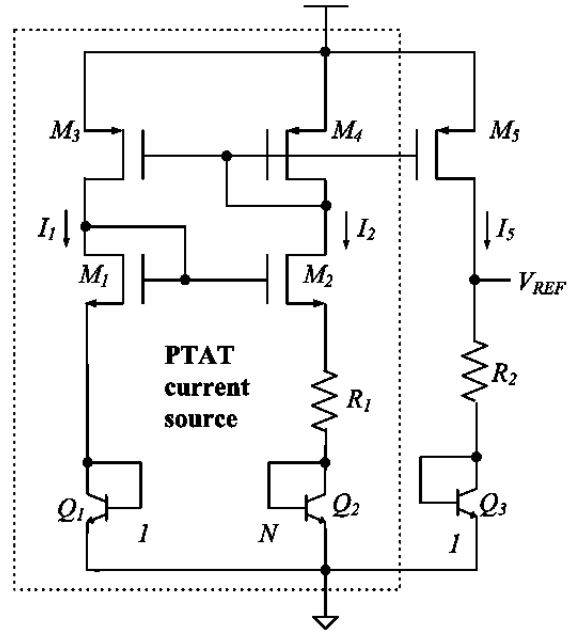 M3
M4
M5
I1
I2
I5
M1
M2
VREF
PTAT
current
source
R1
R2
Q1
1
N
Q2
Q3
1